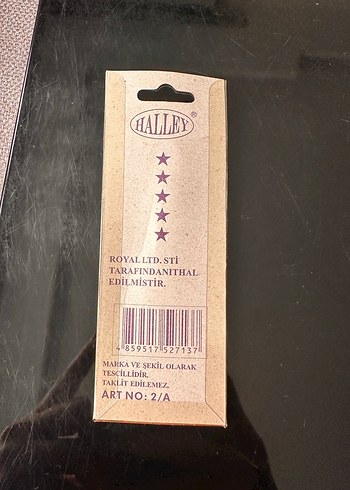 HALLEY®
ROYAL LTD. STİ
TARAFINDANITHAL
EDİLMİSTİR.
4 859517 527137
MARKA VE ŞEKİL OLARAK
TESCİLLİDİR.
TAKLİT EDİLEMEZ.
ART NO: 2/A